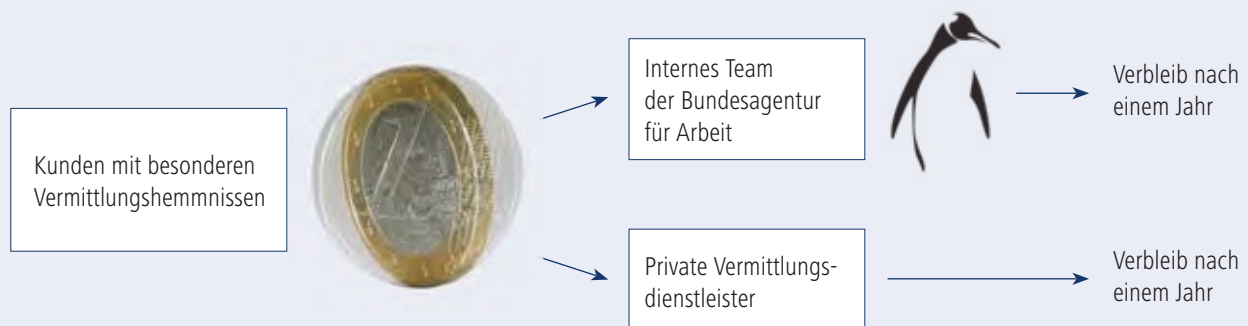 Kunden mit besonderen
Vermittlungshemmnissen
Internes Team
der Bundesagentur
für Arbeit
Verbleib nach
einem Jahr
Private Vermittlungs-
dienstleister
Verbleib nach
einem Jahr